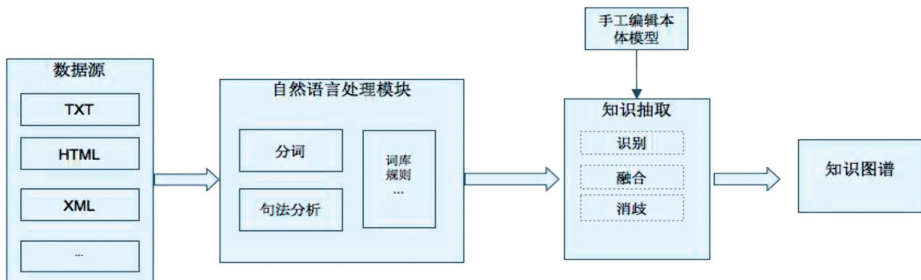 手工编辑本
体模型
数据源
TXT
HTML
XML
...
自然语言处理模块
分词
句法分析
词库
规则
...
知识抽取
识别
融合
消歧
知识图谱